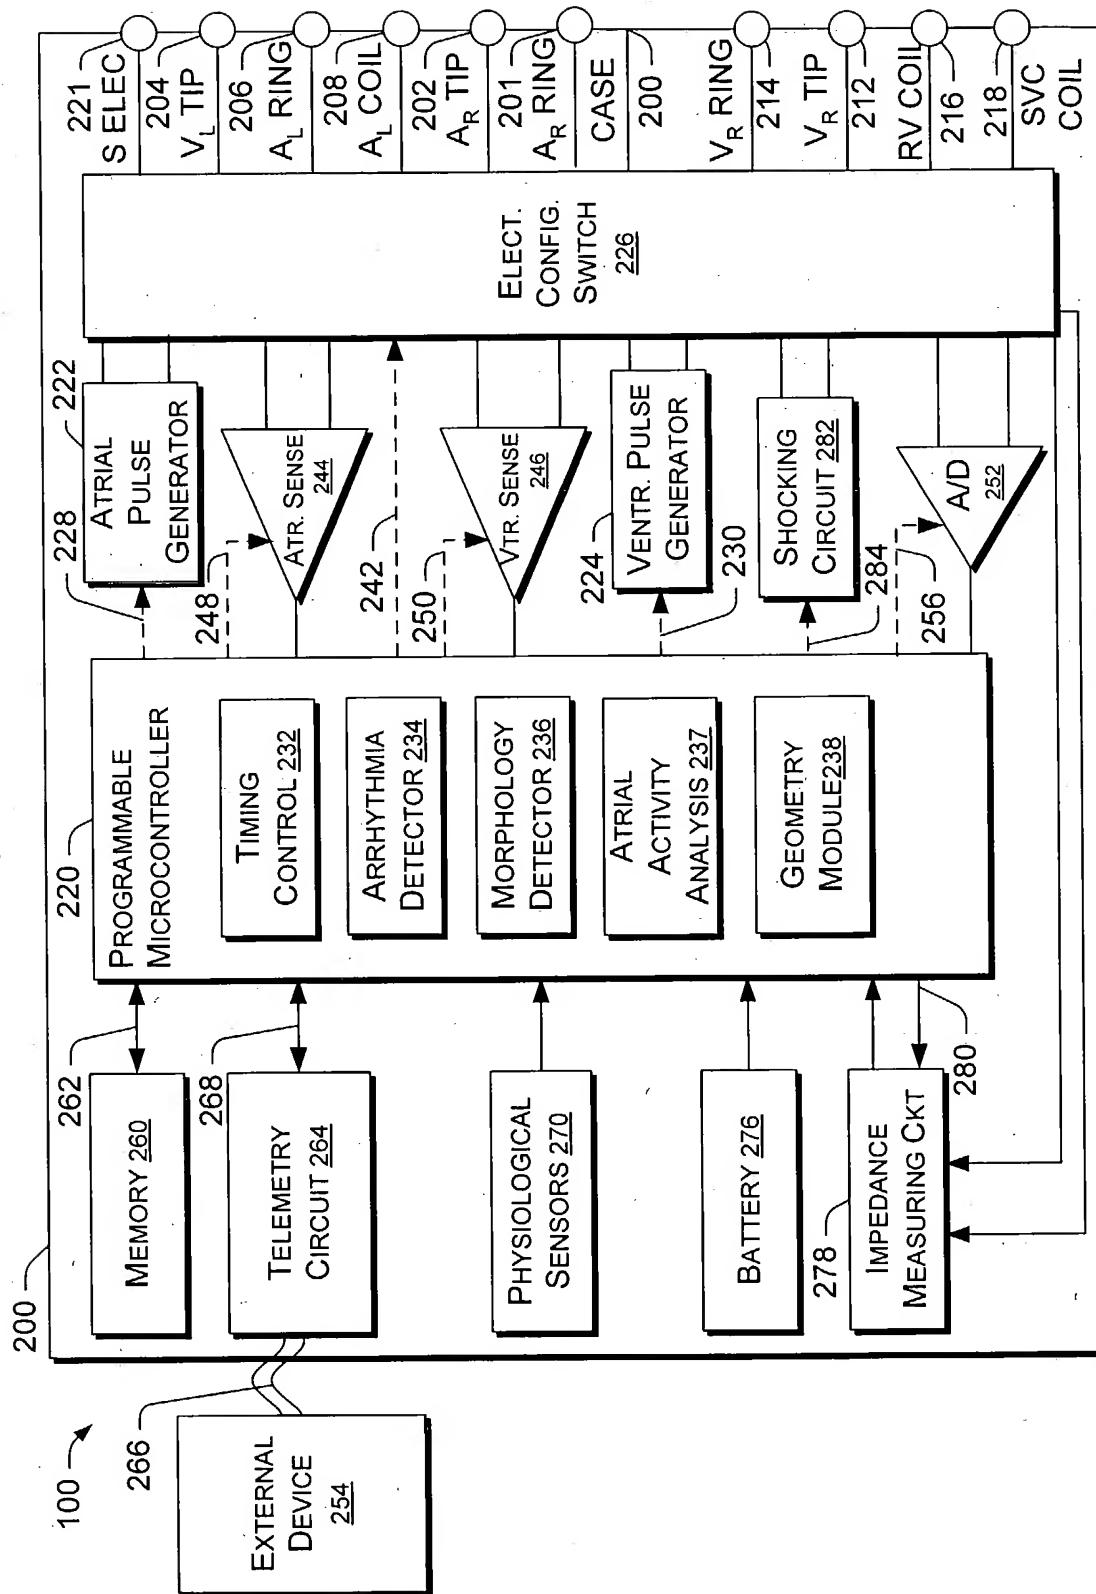 221
S ELEC
204
VL TIP
206
AL RING
208
AL COIL
202
AR TIP
201
AR RING
CASE
200
VR RING
214
VR TIP
212
RV COIL
216
218
SVC
COIL
ELECT.
CONFIG.
SWITCH
226
222
ATRIAL
PULSE
GENERATOR
228
ATR. SENSE
244
248
242
VTR. SENSE
246
250
VENTR. PULSE
GENERATOR
224
230
SHOCKING
CIRCUIT 282
284
A/D
252
256
220
PROGRAMMABLE
MICROCONTROLLER
TIMING
CONTROL 232
ARRHYTHMIA
DETECTOR 234
MORPHOLOGY
DETECTOR 236
ATRIAL
ACTIVITY
ANALYSIS 237
GEOMETRY
MODULE238
262
268
280
200
MEMORY 260
TELEMETRY
CIRCUIT 264
PHYSIOLOGICAL
SENSORS 270
BATTERY 276
278
IMPEDANCE
MEASURING CKT
100
266
EXTERNAL
DEVICE
254